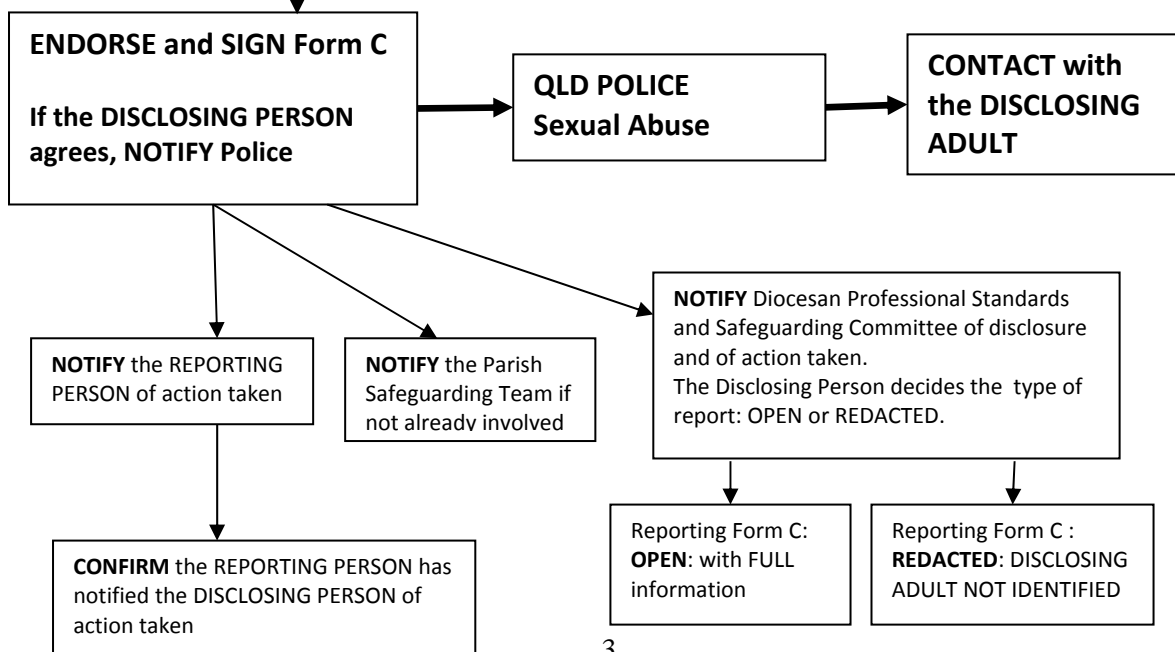 ENDORSE and SIGN Form C
If the DISCLOSING PERSON
agrees, NOTIFY Police
QLD POLICE
Sexual Abuse
CONTACT with
the DISCLOSING
ADULT
NOTIFY the REPORTING
PERSON of action taken
NOTIFY the Parish
Safeguarding Team if
not already involved
NOTIFY Diocesan Professional Standards
and Safeguarding Committee of disclosure
and of action taken.
The Disclosing Person decides the type of
report: OPEN or REDACTED.
CONFIRM the REPORTING PERSON has
notified the DISCLOSING PERSON of
action taken
Reporting Form C:
OPEN: with FULL
information
Reporting Form C :
REDACTED: DISCLOSING
ADULT NOT IDENTIFIED
3